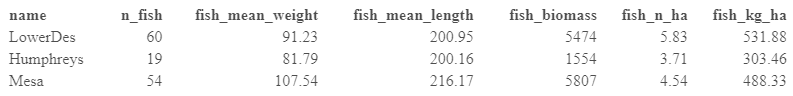 name n_fish fish_mean_weight fish_mean_length fish_biomass fish_n_ha fish_kg_ha
LowerDes 60 91.23 200.95 5474 5.83 531.88
Humphreys 19 81.79 200.16 1554 3.71 303.46
Mesa 54 107.54 216.17 5807 4.54 488.33